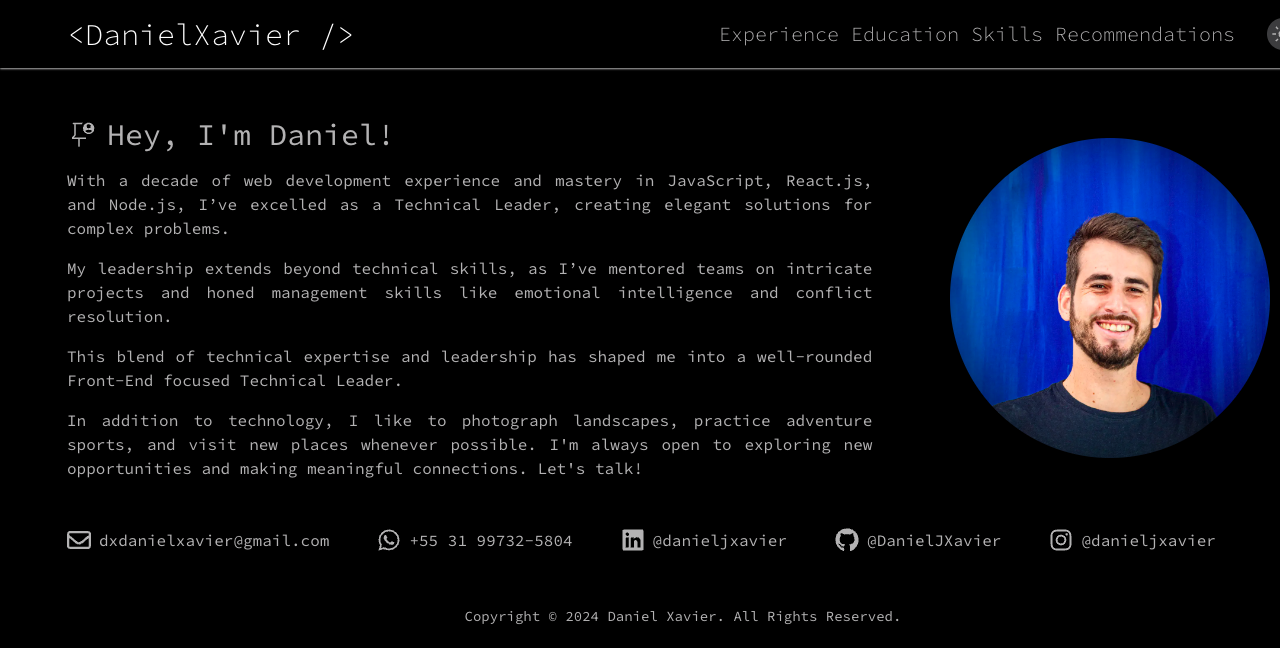 <DanielXavier />
Experience Education Skills Recommendations
Hey, I'm Daniel!
With a decade of web development experience and mastery in JavaScript, React.js,
and Node.js, I’ve excelled as a Technical Leader, creating elegant solutions for
complex problems.
My leadership extends beyond technical skills, as I’ve mentored teams on intricate
projects and honed management skills like emotional intelligence and conflict
resolution.
This blend of technical expertise and leadership has shaped me into a well-rounded
Front-End focused Technical Leader.
In addition to technology, I like to photograph landscapes, practice adventure
sports, and visit new places whenever possible. I'm always open to exploring new
opportunities and making meaningful connections. Let's talk!
dxdanielxavier@gmail.com +55 31 99732-5804 @danieljxavier @DanielJXavier @danieljxavier
Copyright © 2024 Daniel Xavier. All Rights Reserved.